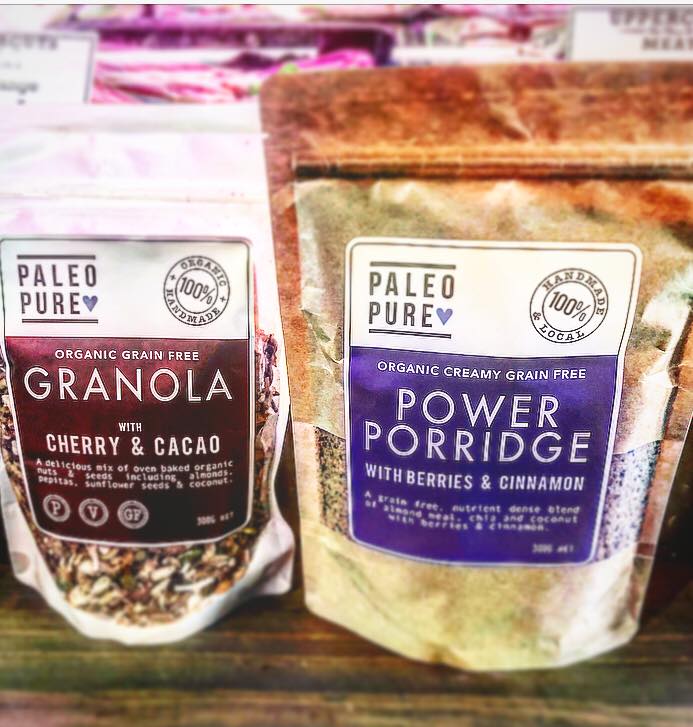 UPPERC
MEA
PALEO
PURE
ORGANIC
100%
HANDMADE
ORGANIC GRAIN FREE
GRANOLA
WITH
CHERRY & CACAO
A delicious mix of oven baked organic
nuts & seeds including almonds,
pepitas, sunflower seeds & coconut.
P V GF
300G NET
PALEO
PURE
HANDMADE
100%
& LOCAL
ORGANIC CREAMY GRAIN FREE
POWER
PORRIDGE
WITH BERRIES & CINNAMON
A grain free, nutrient dense blend
of almond meal, chia and coconut
with berries & cinnamon.
300G NET